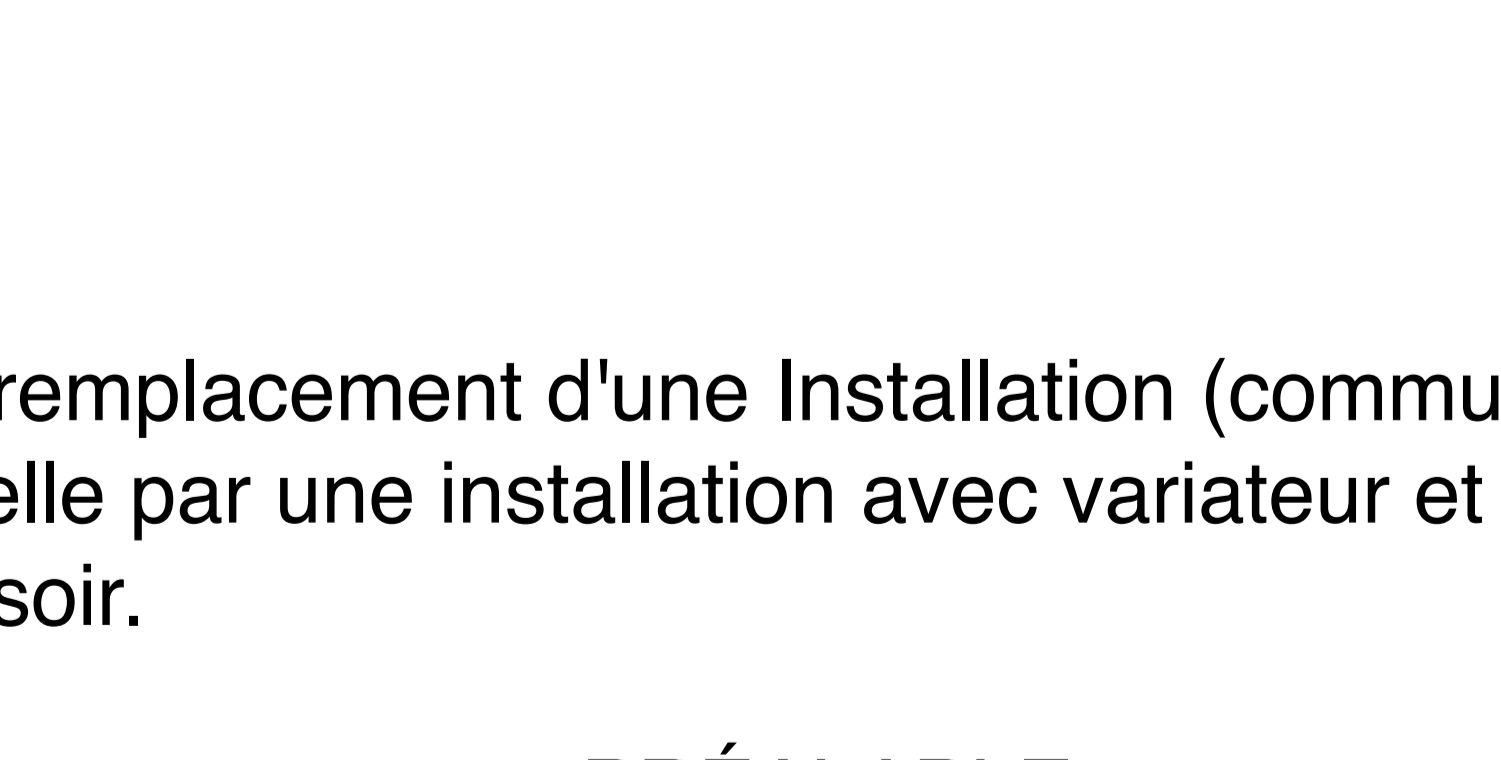 remplacement d'une Installation (commu
elle par une installation avec variateur et
soir.